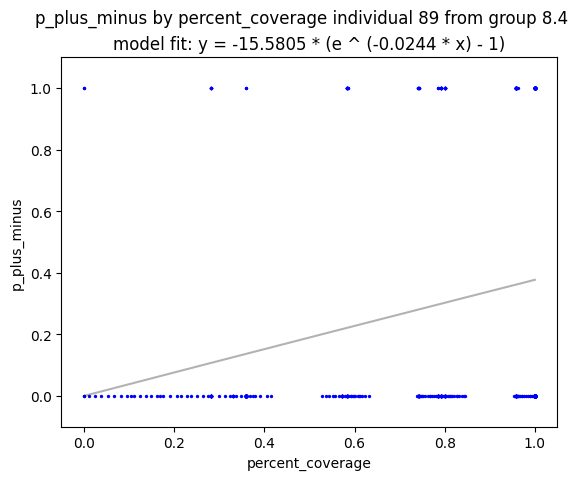 p_plus_minus by percent_coverage individual 89 from group 8.4
model fit: y = -15.5805 * (e ^ (-0.0244 * x) - 1)
1.0
0.8
0.6
0.4
0.2
0.0
p_plus_minus
0.0 0.2 0.4 0.6 0.8 1.0
percent_coverage